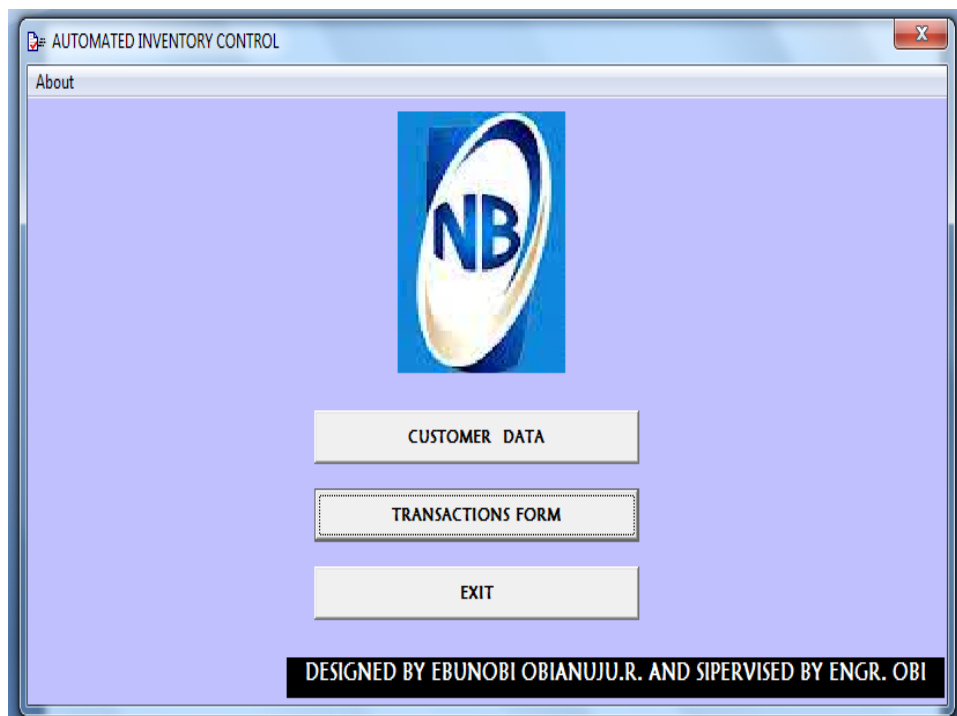 AUTOMATED INVENTORY CONTROL
X
About
NB
CUSTOMER DATA
TRANSACTIONS FORM
EXIT
DESIGNED BY EBUNOBI OBIANUJU.R. AND SIPERVISED BY ENGR. OBI